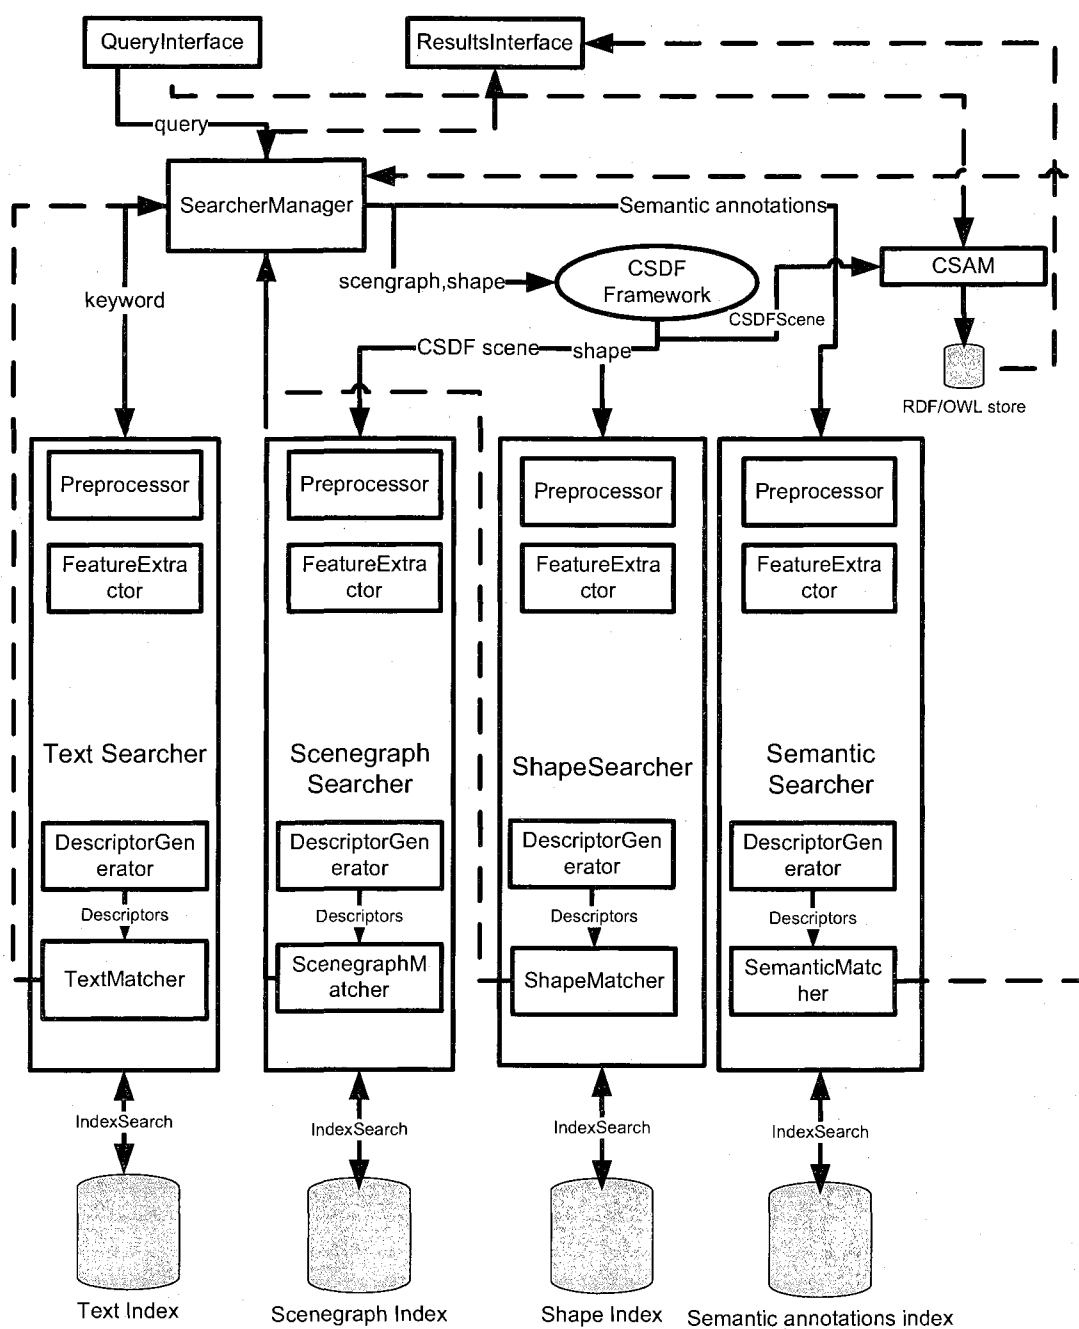 QueryInterface
ResultsInterface
query
SearcherManager
Semantic annotations
keyword
scengraph,shape
CSDF
Framework
CSAM
CSDFScene
CSDF scene
shape
RDF/OWL store
Preprocessor
Preprocessor
Preprocessor
Preprocessor
FeatureExtra
ctor
FeatureExtra
ctor
FeatureExtra
ctor
FeatureExtra
ctor
Text Searcher
Scenegraph
Searcher
ShapeSearcher
Semantic
Searcher
DescriptorGen
erator
DescriptorGen
erator
DescriptorGen
erator
DescriptorGen
erator
Descriptors
Descriptors
Descriptors
Descriptors
TextMatcher
ScenegraphM
atcher
ShapeMatcher
SemanticMatc
her
IndexSearch
IndexSearch
IndexSearch
IndexSearch
Text Index
Scenegraph Index
Shape Index
Semantic annotations index